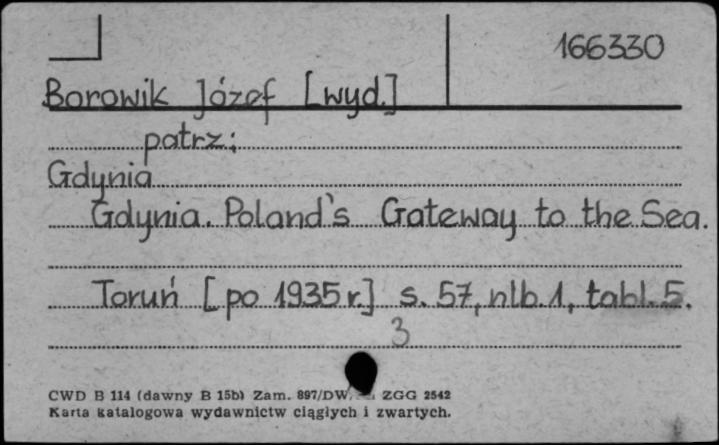 166330
Borowik Józef [wyd.]
patrz:
Gdynia
Gdynia. Poland's Gateway to the Sea.
Toruń [po 1935 r.] s. 57, nlb. 1, tabl. 5.
3
CWD B 114 (dawny B 15b) Zam. 897/DW. ZGG 2542
Karta katalogowa wydawnictw ciągłych i zwartych.